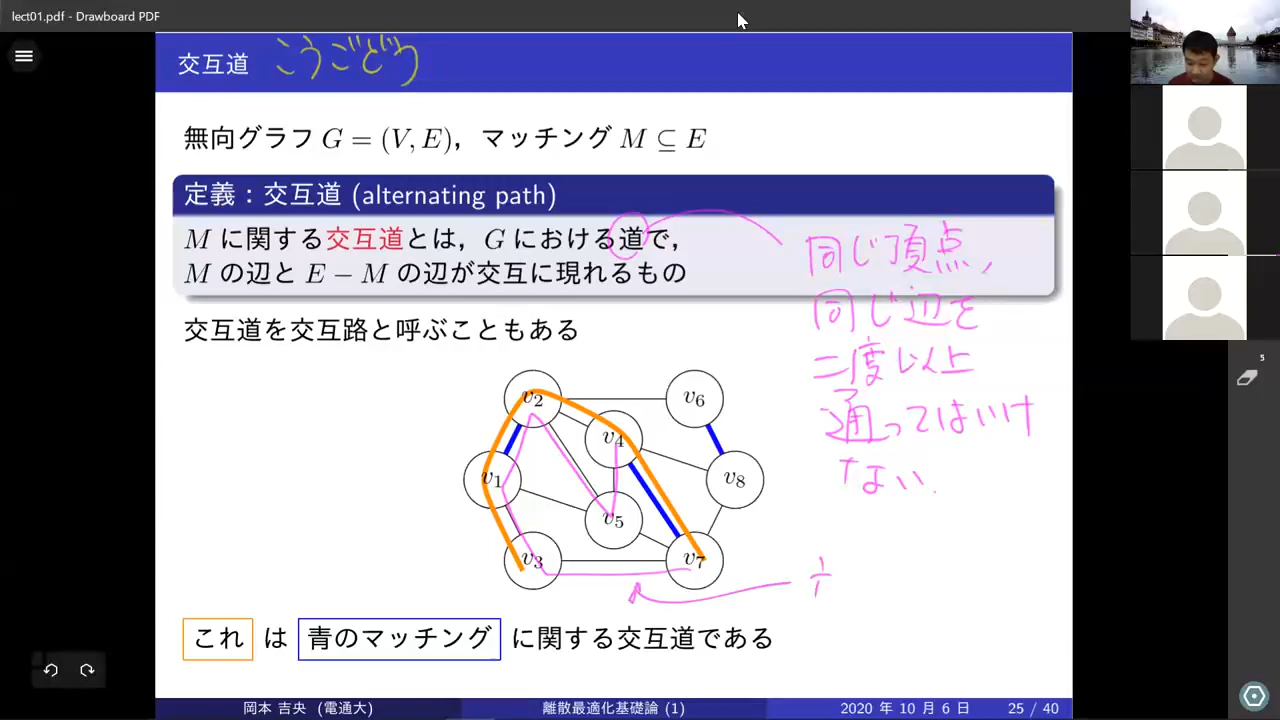 lect01.pdf - Drawboard PDF
交互道 こうごどう
無向グラフ G = (V, E)，マッチング M ⊆ E
定義：交互道 (alternating path)
M に関する交互道とは，G における道で，
M の辺と E − M の辺が交互に現れるもの
同じ頂点，
同じ辺を
二度以上
通ってはいけ
ない．
交互道を交互路と呼ぶこともある
v2
v6
v4
v1
v8
v5
v3
v7
これ は 青のマッチング に関する交互道である
岡本 吉央 (電通大)
離散最適化基礎論 (1)
2020 年 10 月 6 日
25 / 40
5